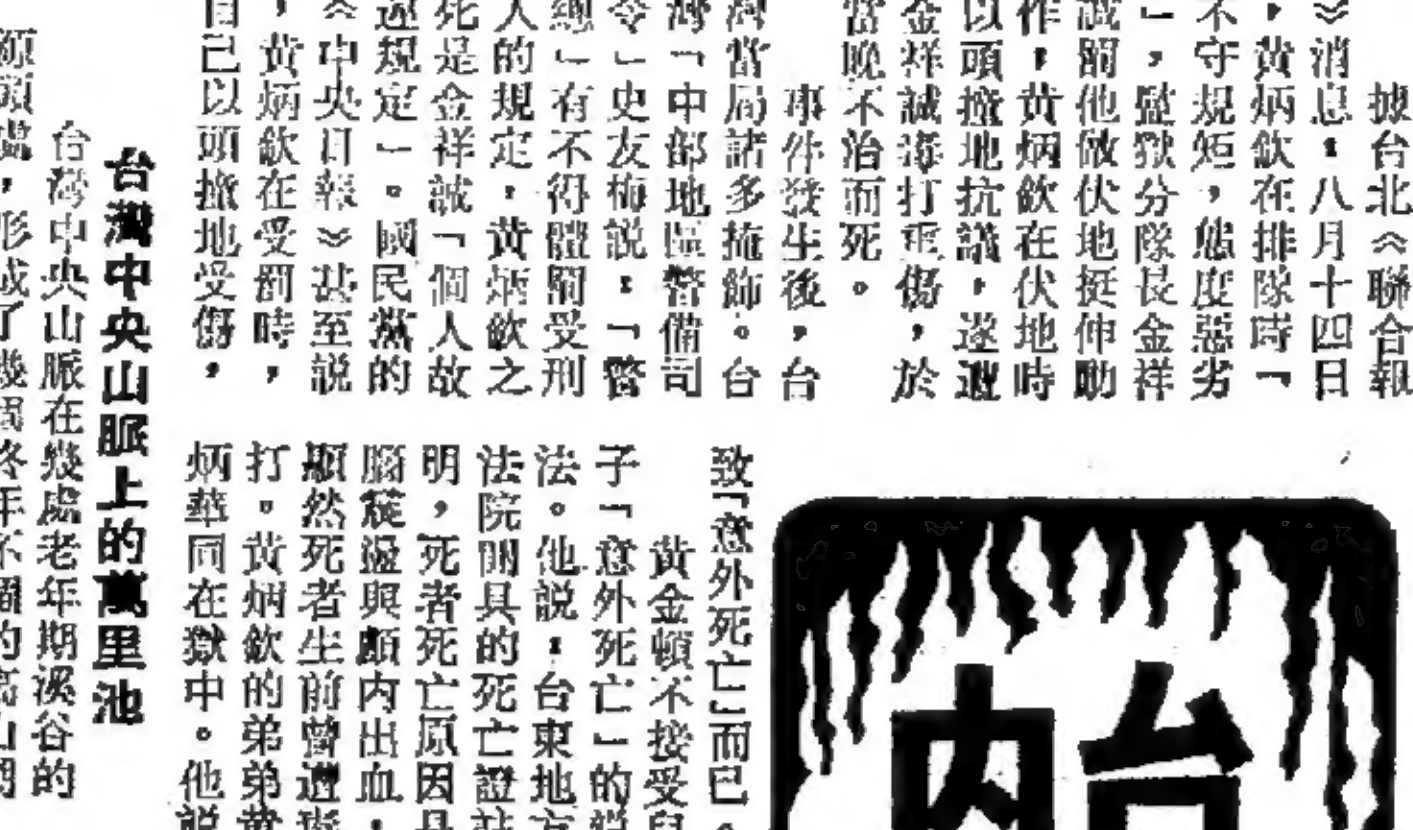 據台北《聯合報
》消息：八月十四日
，黃炳欽在排隊時「
不守規矩，態度惡劣
」，監獄分隊長金祥
誠罰他做伏地挺伸動
作，黃炳欽在伏地時
以頭撞地抗議，遂遭
金祥誠毒打重傷，於
當晚不治而死。
事件發生後，台
灣當局諸多掩飾。台
灣「中部地區警備司
令」史友梅説：「警
總」有不得體罰受刑
人的規定，黃炳欽之
死是金祥誠「個人故
違規定」。國民黨的
《中央日報》甚至説
，黃炳欽在受罰時，
自己以頭撞地受傷，
致「意外死亡」而已。
黃金頓不接受兒
子「意外死亡」的説
法。他説：台東地方
法院開具的死亡證
明，死者死亡原因是
腦與顱內出血，
顯然死者生前曾遭毆
打。黃炳欽的弟弟黃
炳華同在獄中。他説
台
內
台灣中央山脈上的萬里池
台灣中央山脈在幾處老年期溪谷的
源頭處，形成了幾個終年不涸的高山湖